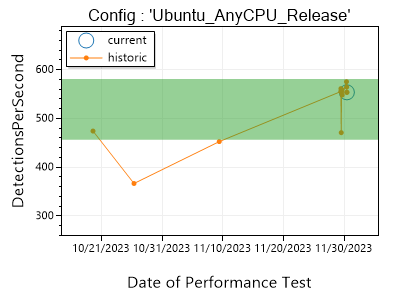 Config : 'Ubuntu_AnyCPU_Release'
current
historic
DetectionsPerSecond
600
500
400
300
10/21/2023
10/31/2023
11/10/2023
11/20/2023
11/30/2023
Date of Performance Test